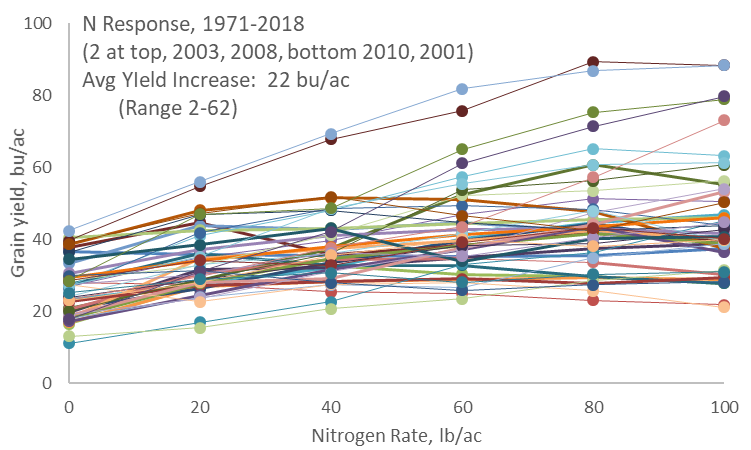 N Response, 1971-2018
(2 at top, 2003, 2008, bottom 2010, 2001)
Avg YIeld Increase:  22 bu/ac
(Range 2-62)
Grain yield, bu/ac
100
80
60
40
20
0
0 20 40 60 80 100
Nitrogen Rate, lb/ac